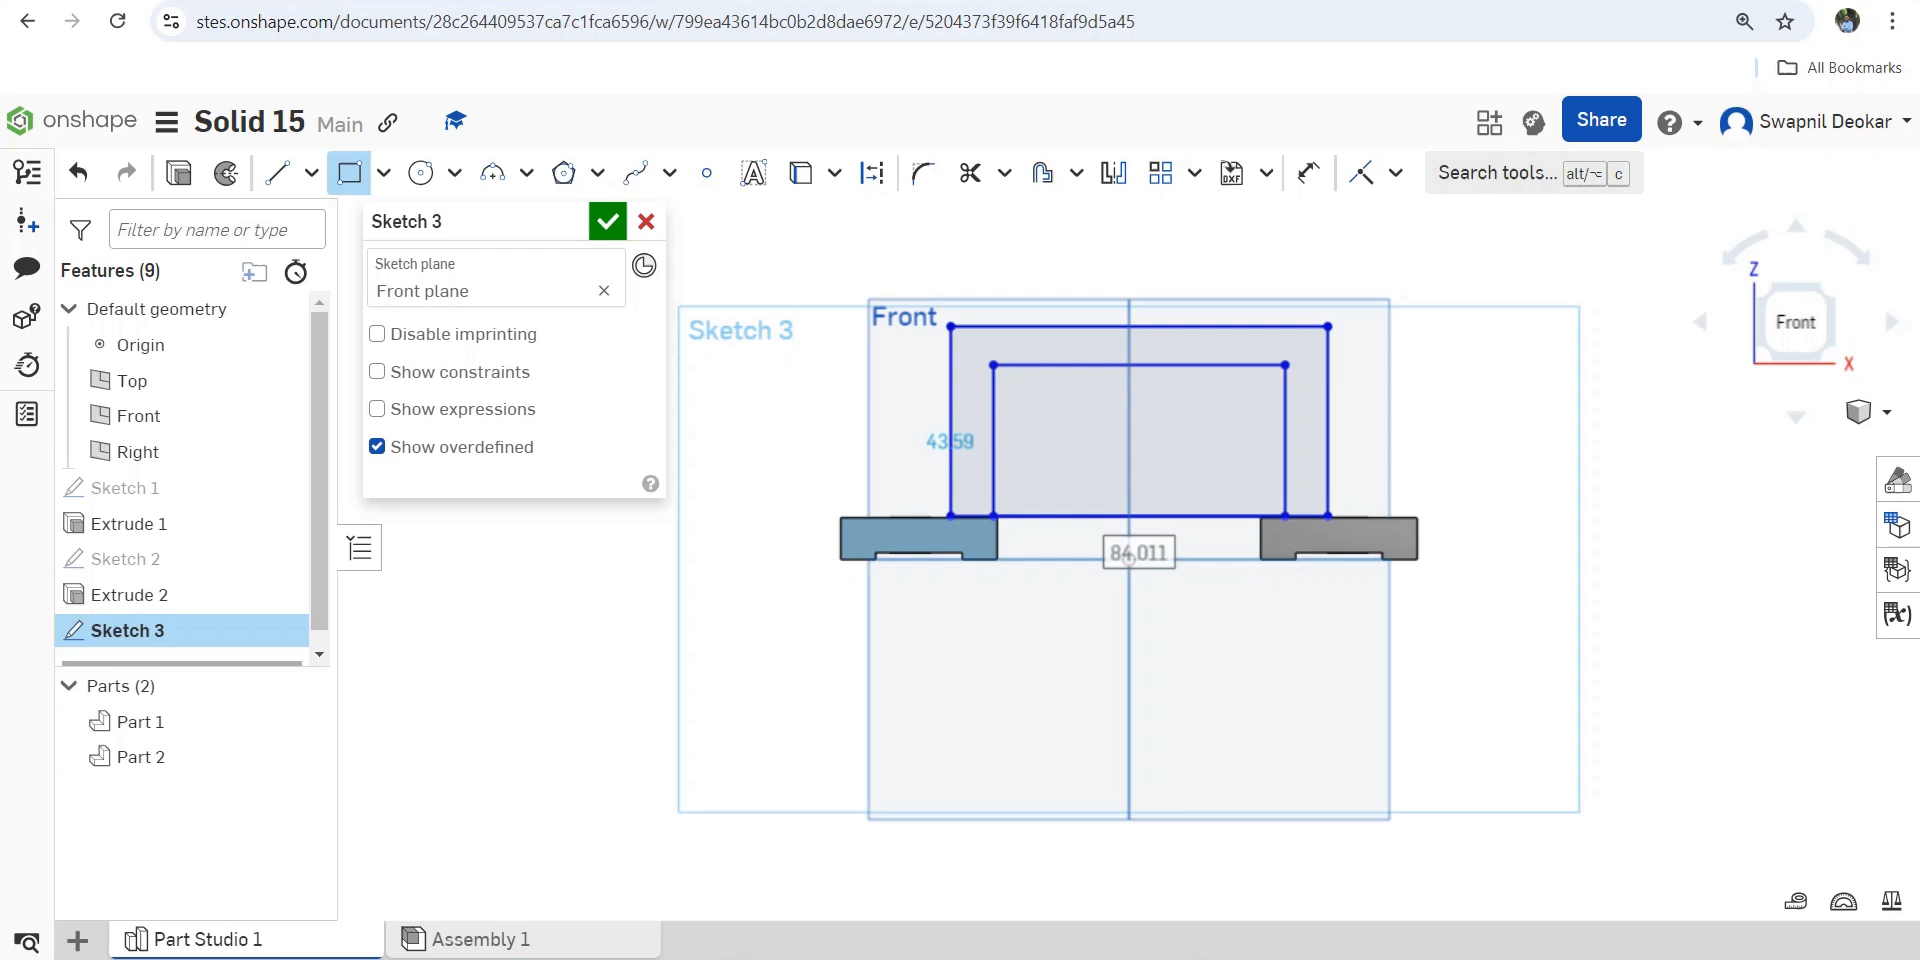 stes.onshape.com/documents/28c264409537ca7c1fca6596/w/799ea43614bc0b2d8dae6972/e/5204373f39f6418faf9d5a45
All Bookmarks
onshape
Solid 15
Main
Share
Swapnil Deokar
A
DXF
Search tools... alt/⌥ c
Filter by name or type
Features (9)
Default geometry
Origin
Top
Front
Right
Sketch 1
Extrude 1
Sketch 2
Extrude 2
Sketch 3
Parts (2)
Part 1
Part 2
Sketch 3
Sketch plane
Front plane
Disable imprinting
Show constraints
Show expressions
Show overdefined
Sketch 3
Front
43.59
84.011
Z
Front
X
(x)
Part Studio 1
Assembly 1